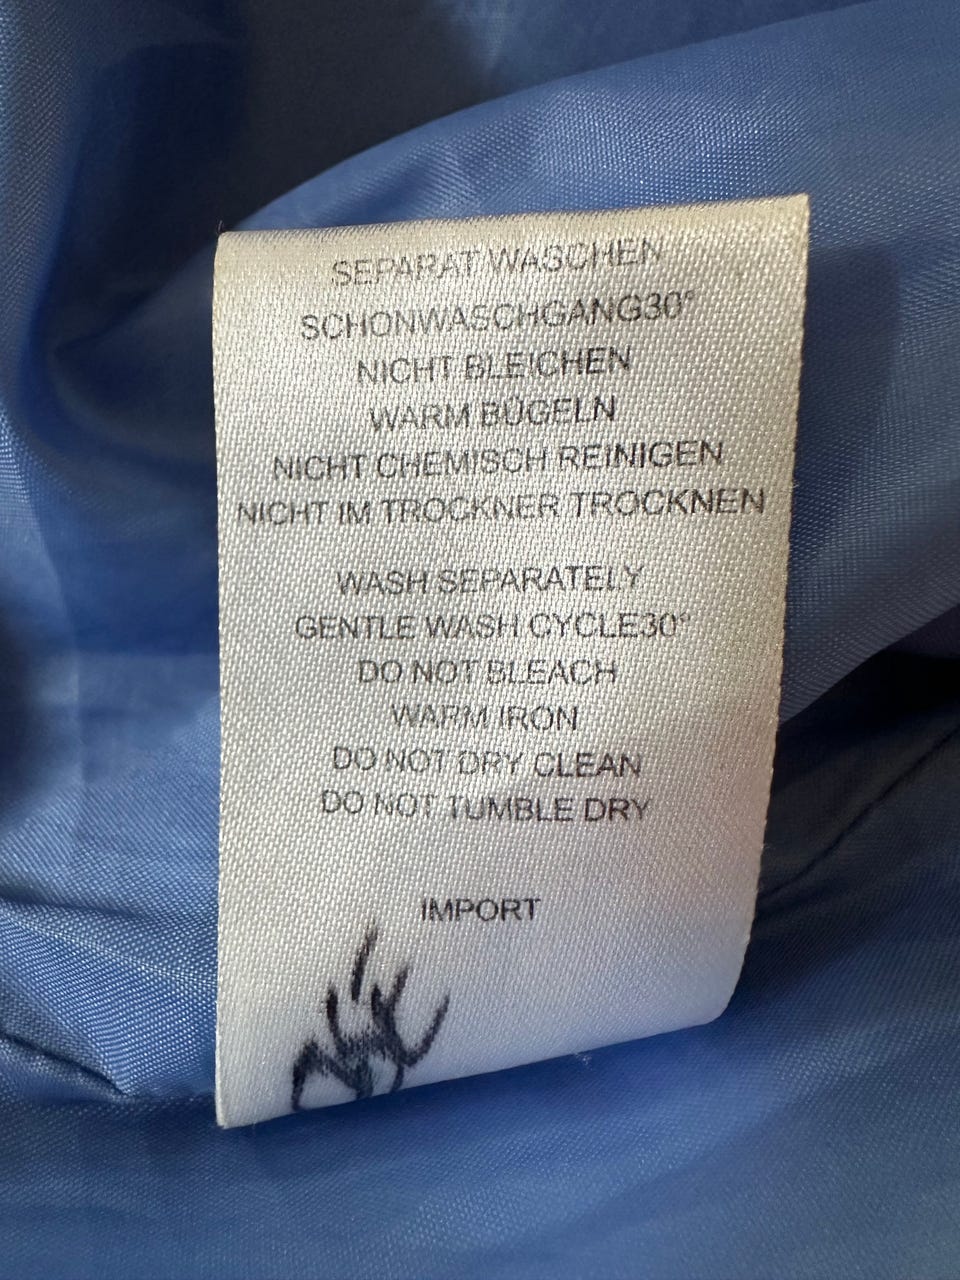 SEPARAT WASCHEN
SCHONWASCHGANG30°
NICHT BLEICHEN
WARM BÜGELN
NICHT CHEMISCH REINIGEN
NICHT IM TROCKNER TROCKNEN
WASH SEPARATELY
GENTLE WASH CYCLE30°
DO NOT BLEACH
WARM IRON
DO NOT DRY CLEAN
DO NOT TUMBLE DRY
IMPORT